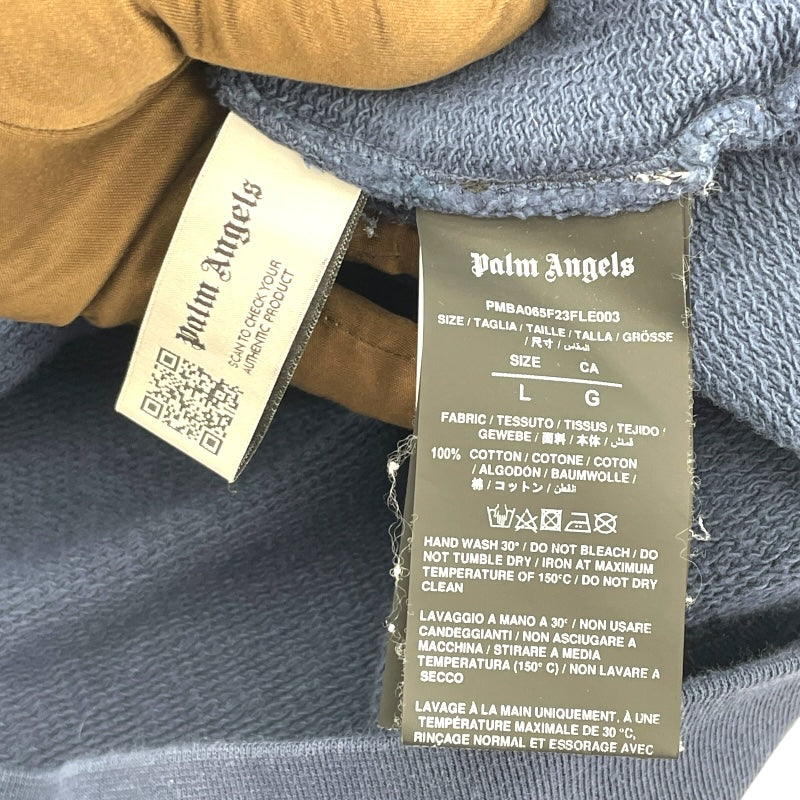 Palm Angels
SCAN TO CHECK YOUR
AUTHENTIC PRODUCT
Palm Angels
PMBA065F23FLE003
SIZE / TAGLIA / TAILLE / TALLA / GRÖSSE
/ 尺寸 / المقاس
SIZE CA
L G
FABRIC / TESSUTO / TISSUS / TEJIDO
GEWEBE / 面料 / 本体 / قماش
100% COTTON / COTONE / COTON
/ ALGODÓN / BAUMWOLLE /
棉 / コットン / القطن
HAND WASH 30° / DO NOT BLEACH / DO
NOT TUMBLE DRY / IRON AT MAXIMUM
TEMPERATURE OF 150°C / DO NOT DRY
CLEAN
LAVAGGIO A MANO A 30° / NON USARE
CANDEGGIANTI / NON ASCIUGARE A
MACCHINA / STIRARE A MEDIA
TEMPERATURA (150° C) / NON LAVARE A
SECCO
LAVAGE À LA MAIN UNIQUEMENT, À UNE
TEMPÉRATURE MAXIMALE DE 30 °C,
RINÇAGE NORMAL ET ESSORAGE AVEC